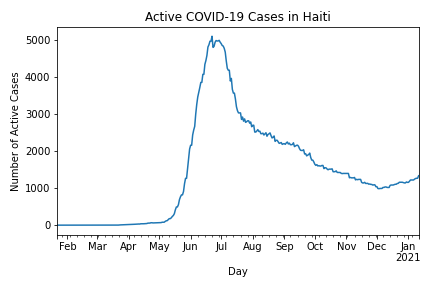 Active COVID-19 Cases in Haiti
Number of Active Cases
5000
4000
3000
2000
1000
0
Feb Mar Apr May Jun Jul Aug Sep Oct Nov Dec Jan
2021
Day